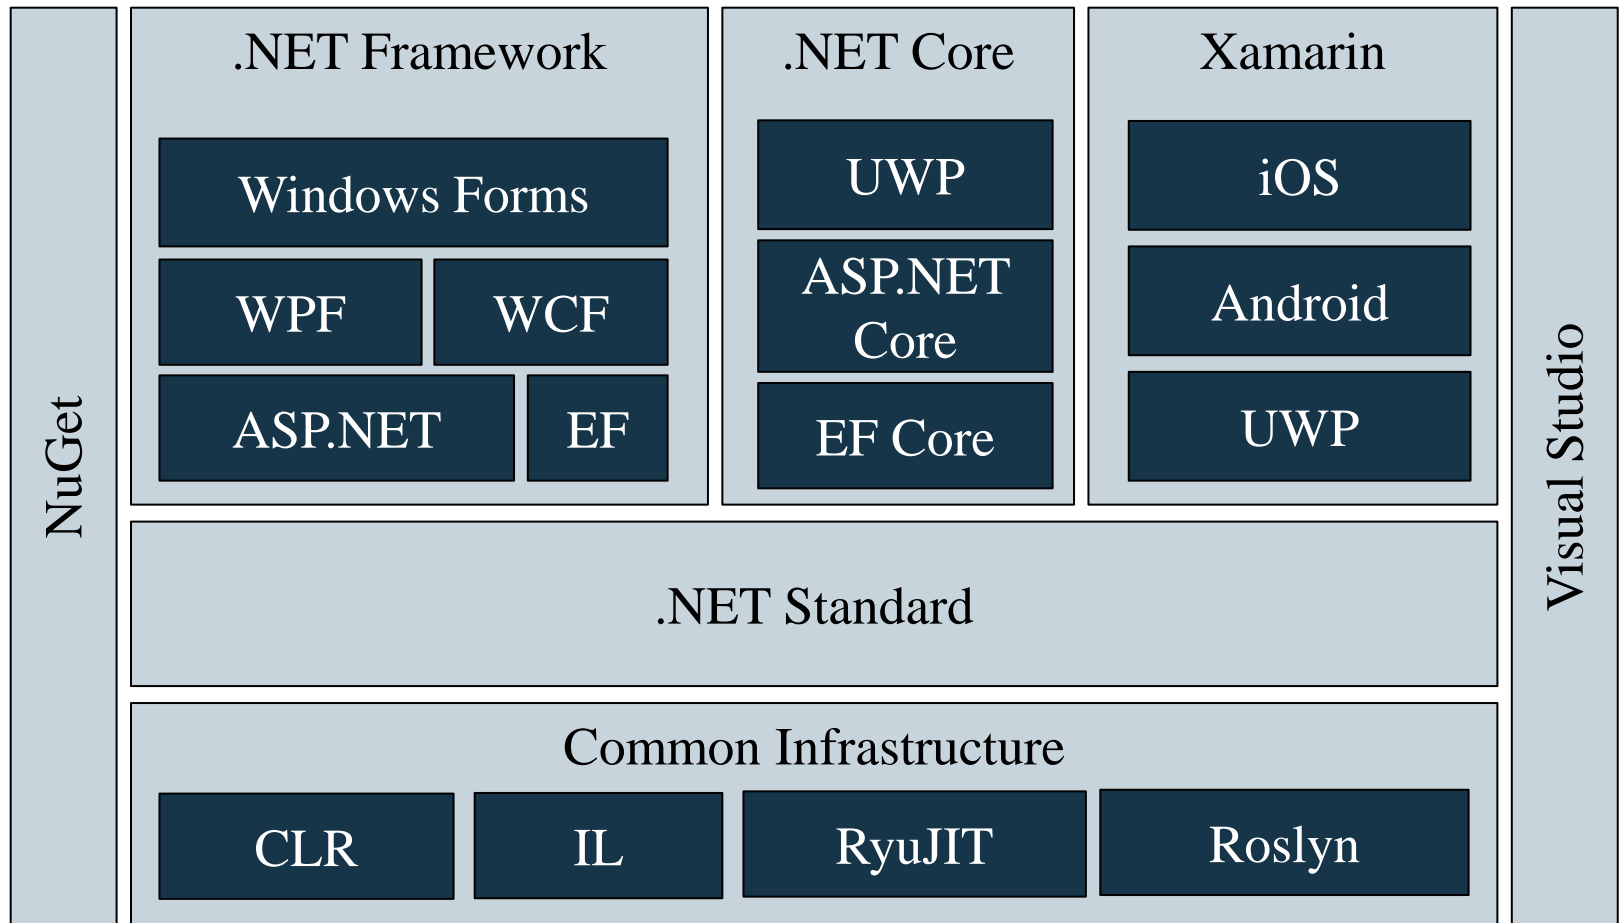 NuGet
.NET Framework
Windows Forms
WPF
WCF
ASP.NET
EF
.NET Core
UWP
ASP.NET
Core
EF Core
Xamarin
iOS
Android
UWP
.NET Standard
Common Infrastructure
CLR
IL
RyuJIT
Roslyn
Visual Studio